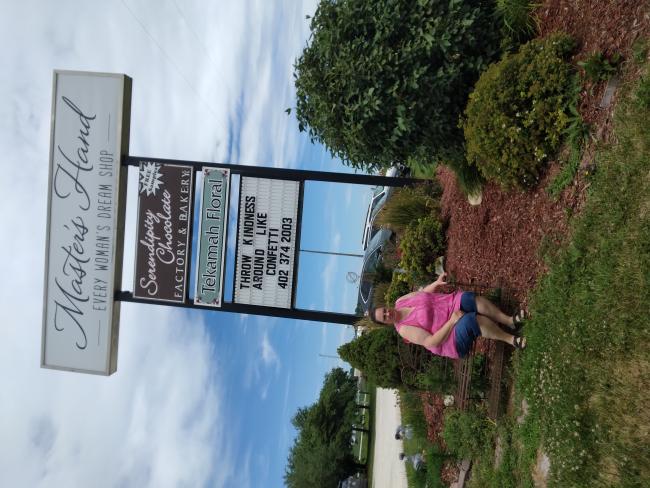 Master's Hand
EVERY WOMAN'S DREAM SHOP
Serendipity
Chocolate
FACTORY & BAKERY
Tekamah Floral
THROW KINDNESS
AROUND LIKE
CONFETTI
402 374 2003